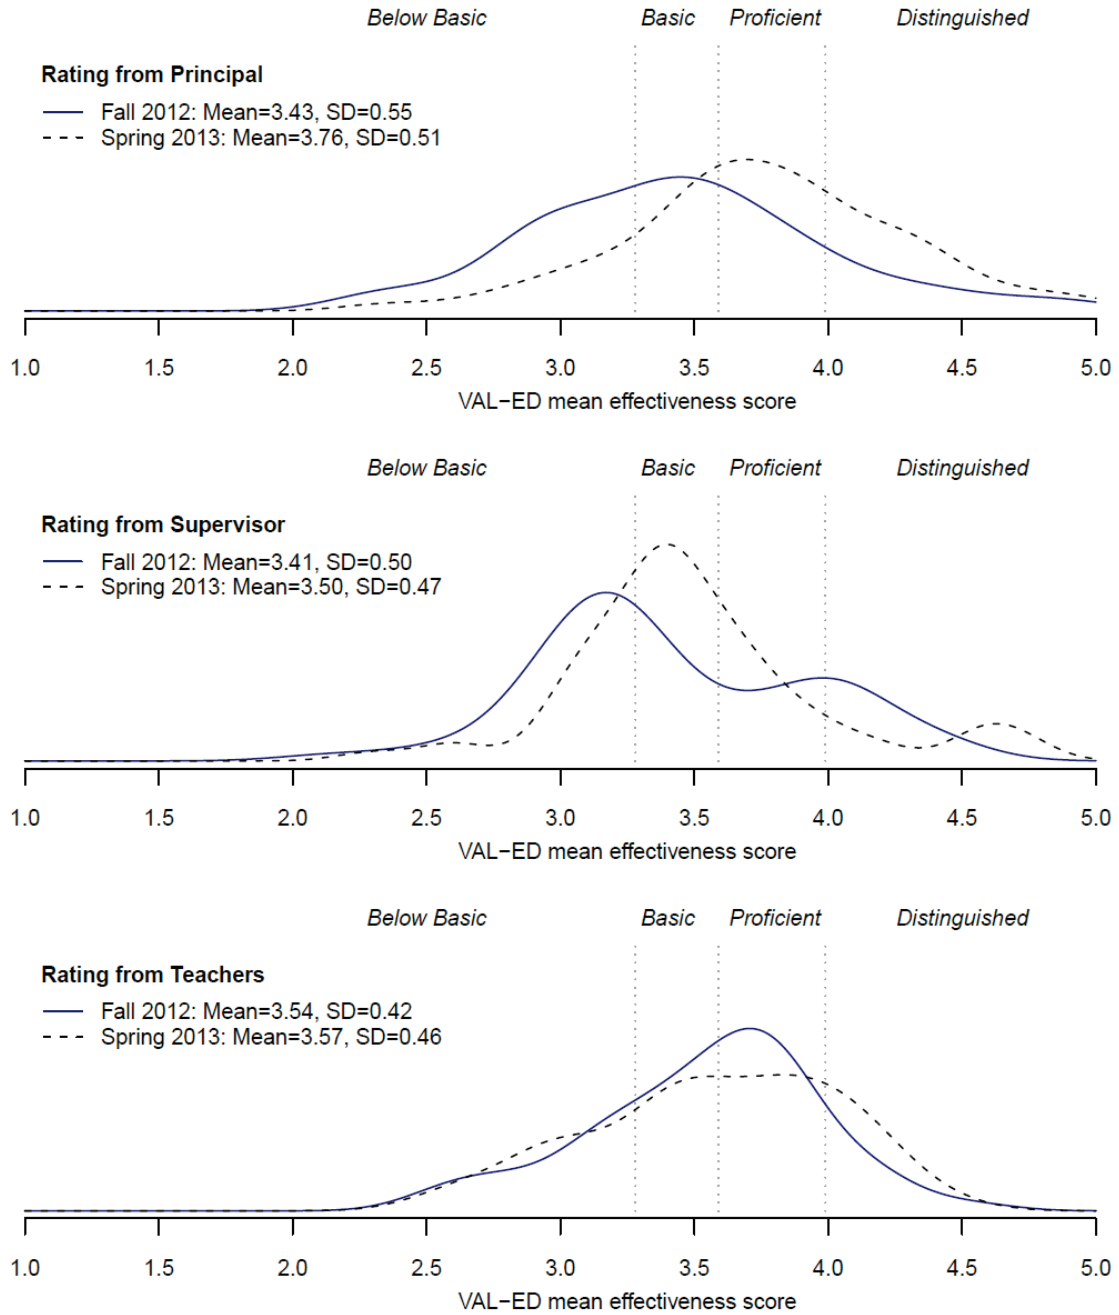 Below Basic Basic Proficient Distinguished
Rating from Principal
Fall 2012: Mean=3.43, SD=0.55
Spring 2013: Mean=3.76, SD=0.51
1.0 1.5 2.0 2.5 3.0 3.5 4.0 4.5 5.0
VAL−ED mean effectiveness score
Below Basic Basic Proficient Distinguished
Rating from Supervisor
Fall 2012: Mean=3.41, SD=0.50
Spring 2013: Mean=3.50, SD=0.47
1.0 1.5 2.0 2.5 3.0 3.5 4.0 4.5 5.0
VAL−ED mean effectiveness score
Below Basic Basic Proficient Distinguished
Rating from Teachers
Fall 2012: Mean=3.54, SD=0.42
Spring 2013: Mean=3.57, SD=0.46
1.0 1.5 2.0 2.5 3.0 3.5 4.0 4.5 5.0
VAL−ED mean effectiveness score